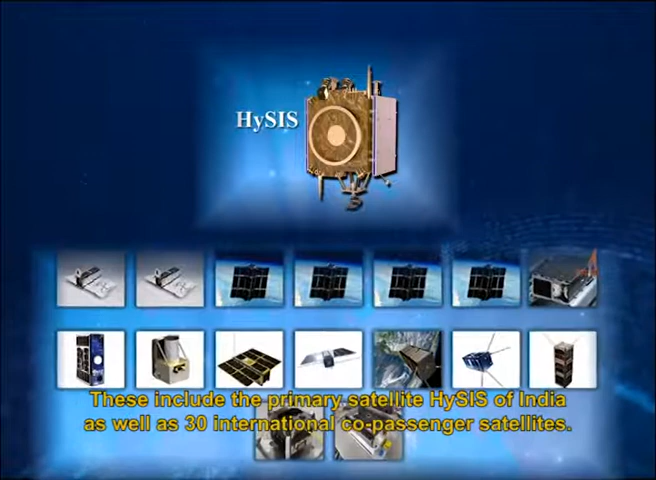 HySIS
These include the primary satellite HySIS of India
as well as 30 international co-passenger satellites.